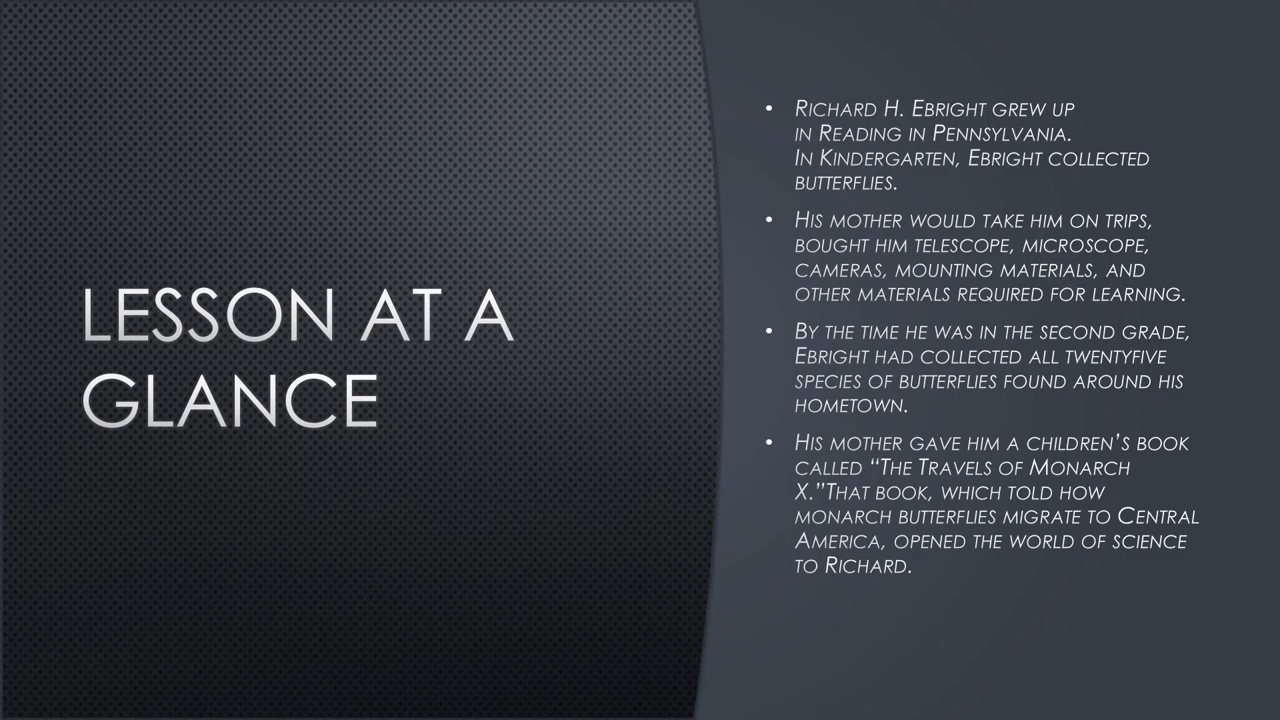 LESSON AT A
GLANCE
• RICHARD H. EBRIGHT GREW UP
IN READING IN PENNSYLVANIA.
IN KINDERGARTEN, EBRIGHT COLLECTED
BUTTERFLIES.
• HIS MOTHER WOULD TAKE HIM ON TRIPS,
BOUGHT HIM TELESCOPE, MICROSCOPE,
CAMERAS, MOUNTING MATERIALS, AND
OTHER MATERIALS REQUIRED FOR LEARNING.
• BY THE TIME HE WAS IN THE SECOND GRADE,
EBRIGHT HAD COLLECTED ALL TWENTYFIVE
SPECIES OF BUTTERFLIES FOUND AROUND HIS
HOMETOWN.
• HIS MOTHER GAVE HIM A CHILDREN’S BOOK
CALLED “THE TRAVELS OF MONARCH
X.”THAT BOOK, WHICH TOLD HOW
MONARCH BUTTERFLIES MIGRATE TO CENTRAL
AMERICA, OPENED THE WORLD OF SCIENCE
TO RICHARD.